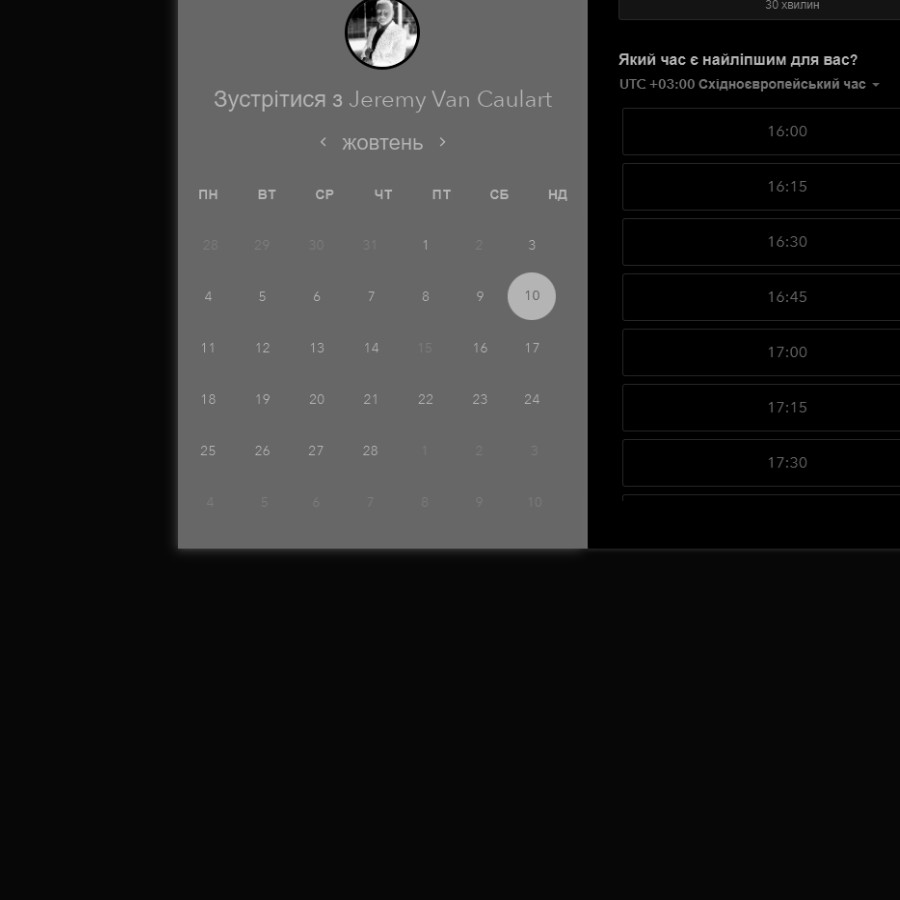 Зустрітися з Jeremy Van Caulart
жовтень
ПН ВТ СР ЧТ ПТ СБ НД
28 29 30 31 1 2 3
4 5 6 7 8 9 10
11 12 13 14 15 16 17
18 19 20 21 22 23 24
25 26 27 28 1 2 3
4 5 6 7 8 9 10
30 хвилин
Який час є найліпшим для вас?
UTC +03:00 Східноєвропейський час
16:00
16:15
16:30
16:45
17:00
17:15
17:30